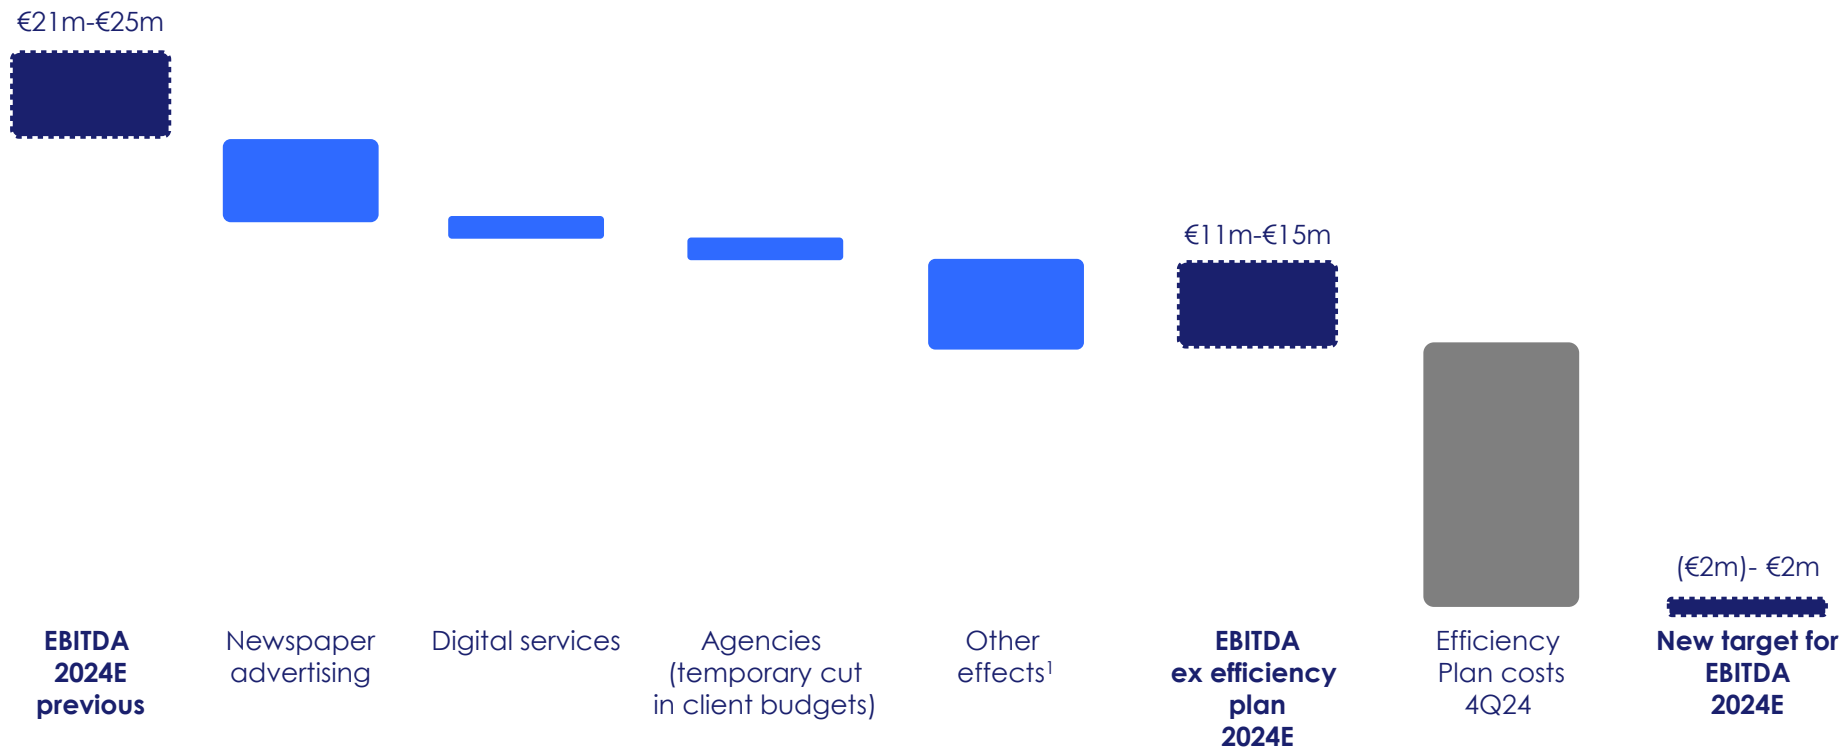 €21m-€25m
€11m-€15m
(€2m)- €2m
EBITDA
2024E
previous
Newspaper
advertising
Digital services
Agencies
(temporary cut
in client budgets)
Other
effects¹
EBITDA
ex efficiency
plan
2024E
Efficiency
Plan costs
4Q24
New target for
EBITDA
2024E